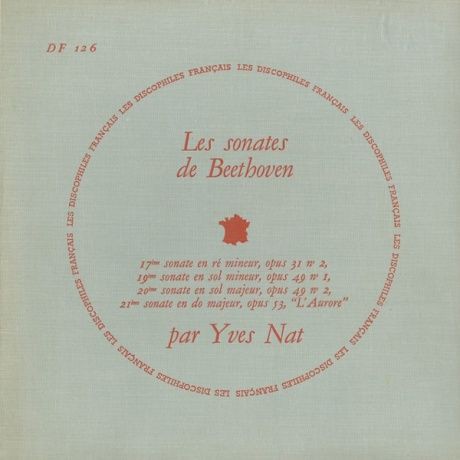 DF 126
LES DISCOPHILES FRANÇAIS LES DISCOPHILES FRANÇAIS LES DISCOPHILES FRANÇAIS LES DISCOPHILES FRANÇAIS LES DISCOPHILES FRANÇAIS LES DISCOPHILES FRANÇAIS
Les sonates
de Beethoven
17ème sonate en ré mineur, opus 31 nº 2,
19ème sonate en sol mineur, opus 49 nº 1,
20ème sonate en sol majeur, opus 49 nº 2,
21ème sonate en do majeur, opus 53, "L'Aurore"
par Yves Nat